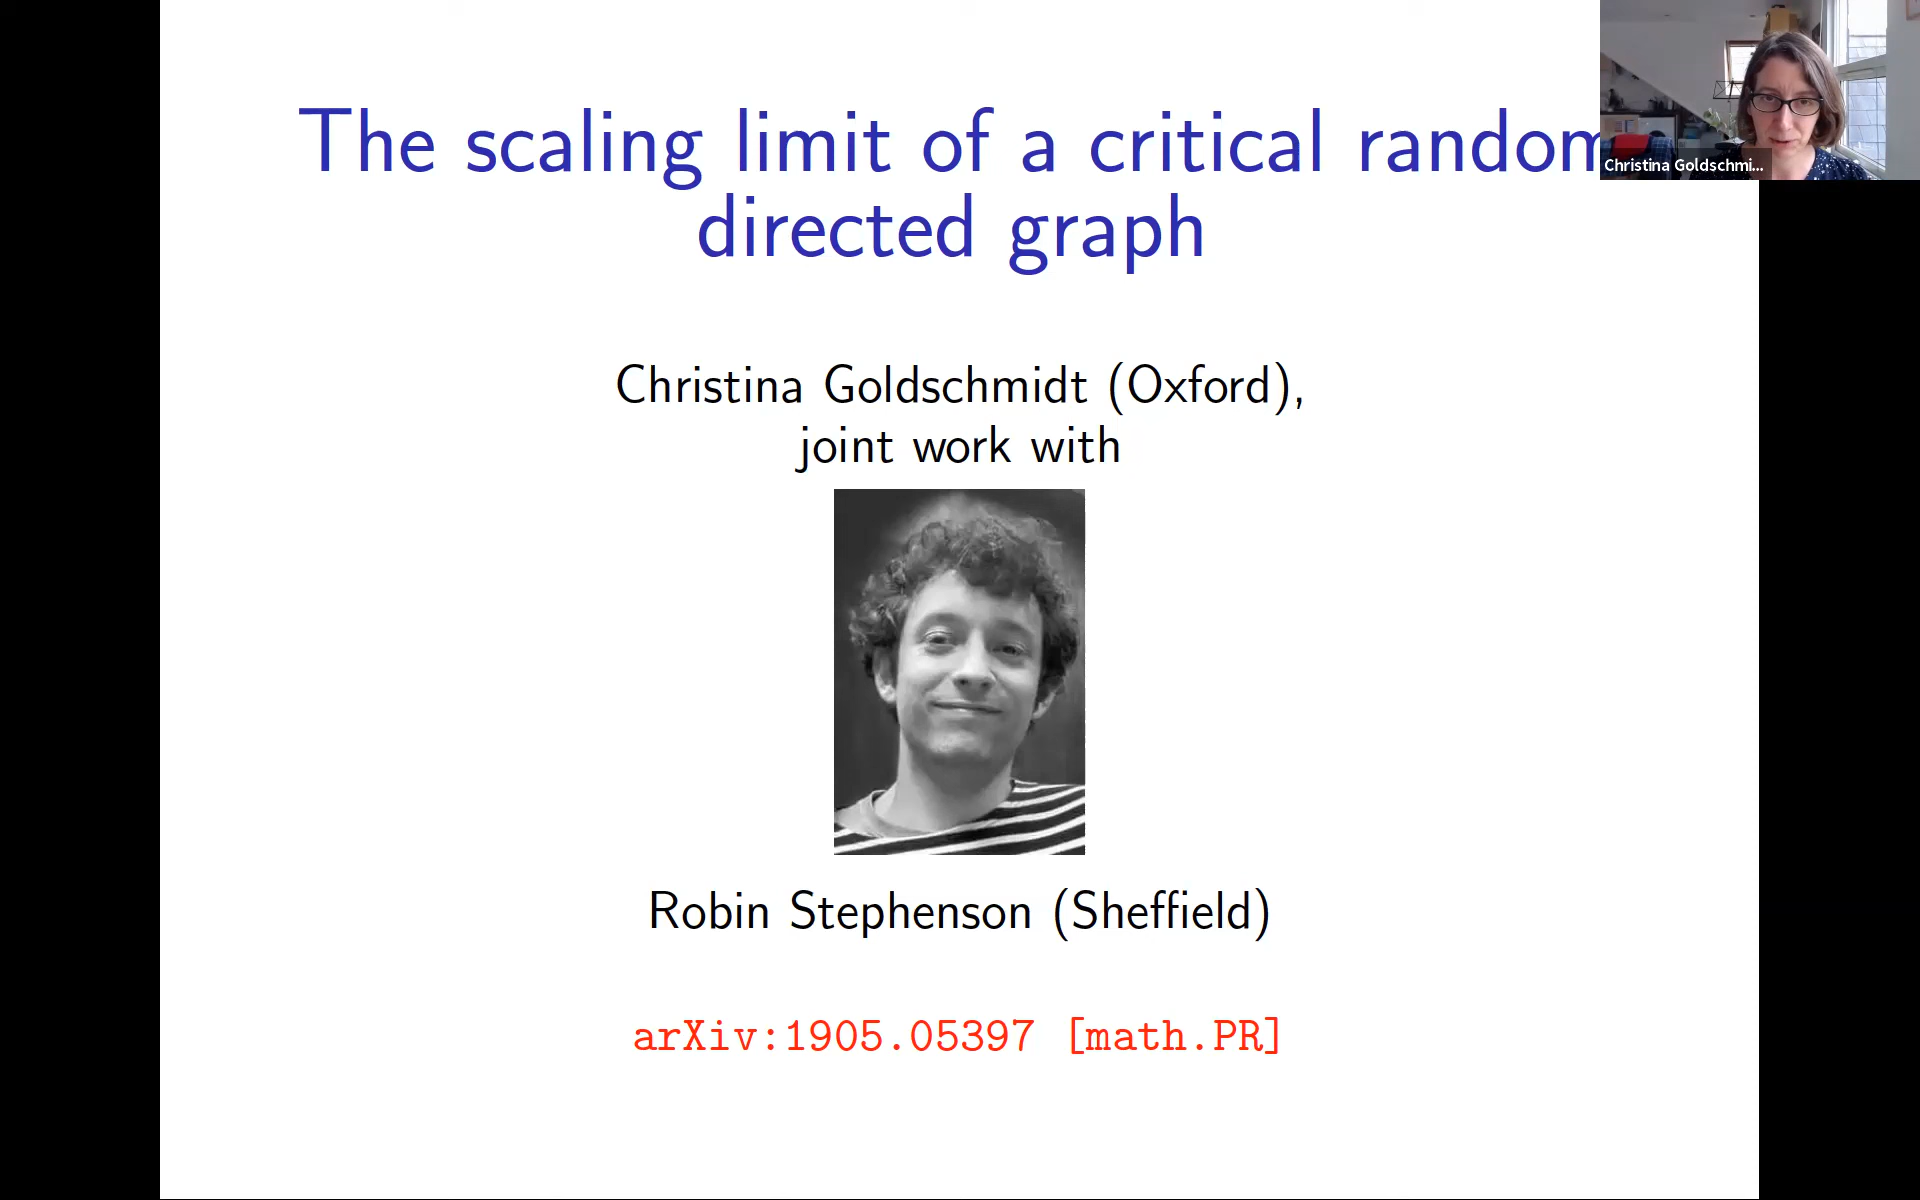 The scaling limit of a critical random
directed graph
Christina Goldschmi...
Christina Goldschmidt (Oxford),
joint work with
Robin Stephenson (Sheffield)
arXiv:1905.05397 [math.PR]